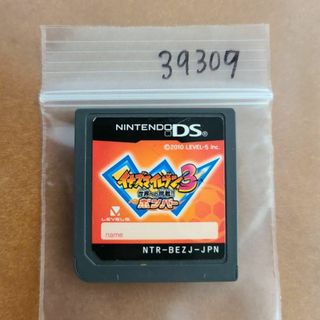 39309
NINTENDO DS
©2010 LEVEL-5 Inc.
イナズマイレブン3
世界への挑戦!!
ボンバー
LEVEL5
name
NTR-BEZJ-JPN